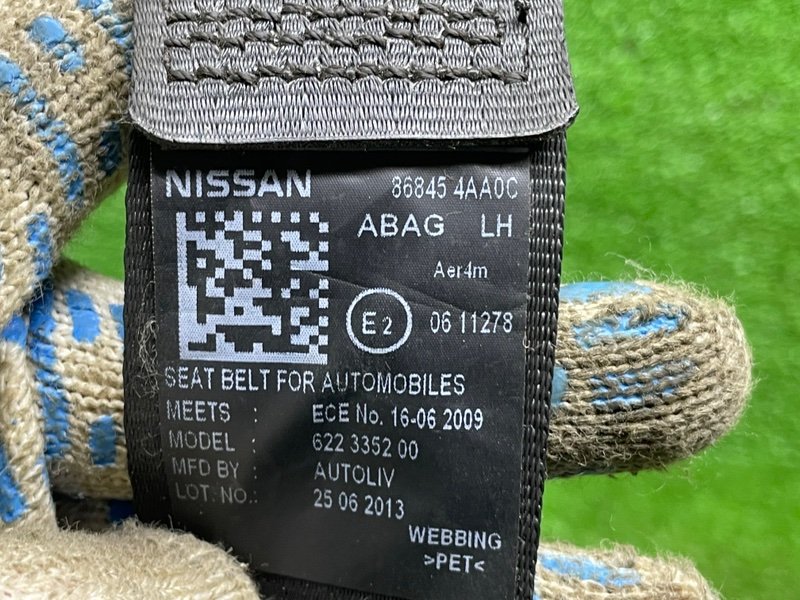 NISSAN 86845 4AA0C
ABAG LH
Aer4m
E2 06 11278
SEAT BELT FOR AUTOMOBILES
MEETS : ECE No. 16-06 2009
MODEL : 622 3352 00
MFD BY : AUTOLIV
LOT. NO.: 25 06 2013
WEBBING
>PET<